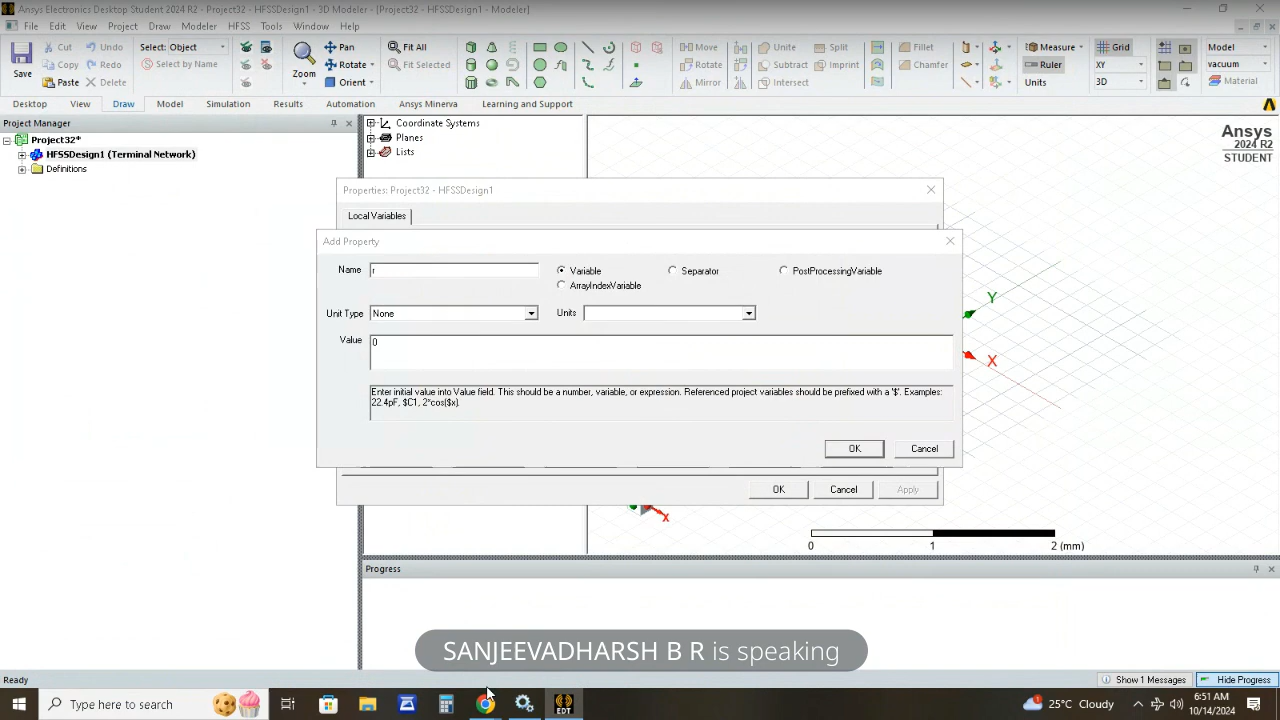 Ansys Electronics Desktop Student 2024 R2 - Project32 - HFSSDesign1 - 3D Modeler - [Project32 - HFSSDesign1 - Modeler]
File Edit View Project Draw Modeler HFSS Tools Window Help
Save
Cut Undo
Copy Redo
Paste Delete
Select: Object
Select by Name
Zoom
Pan
Rotate
Orient
Fit All
Fit Selected
Move
Rotate
Mirror
Unite Split
Subtract Imprint
Intersect
Fillet
Chamfer
Measure
Ruler
Units
Grid
XY
3D
Model
vacuum
Material
Desktop View Draw Model Simulation Results Automation Ansys Minerva Learning and Support
Project Manager
Project32*
HFSSDesign1 (Terminal Network)
Definitions
Coordinate Systems
Planes
Lists
Ansys
2024 R2
STUDENT
Properties: Project32 - HFSSDesign1
Local Variables
Add Property
Name r Variable Separator PostProcessingVariable
ArrayIndexVariable
Unit Type None Units
Value 0
Enter initial value into Value field. This should be a number, variable, or expression. Referenced project variables should be prefixed with a '$'. Examples:
22.4pF, $C1, 2*cos($x).
OK Cancel
OK Cancel Apply
Y
X
X
0 1 2 (mm)
Progress
SANJEEVADHARSH B R is speaking
Ready Show 1 Messages Hide Progress
Type here to search
EDT
25°C Cloudy
6:51 AM
10/14/2024